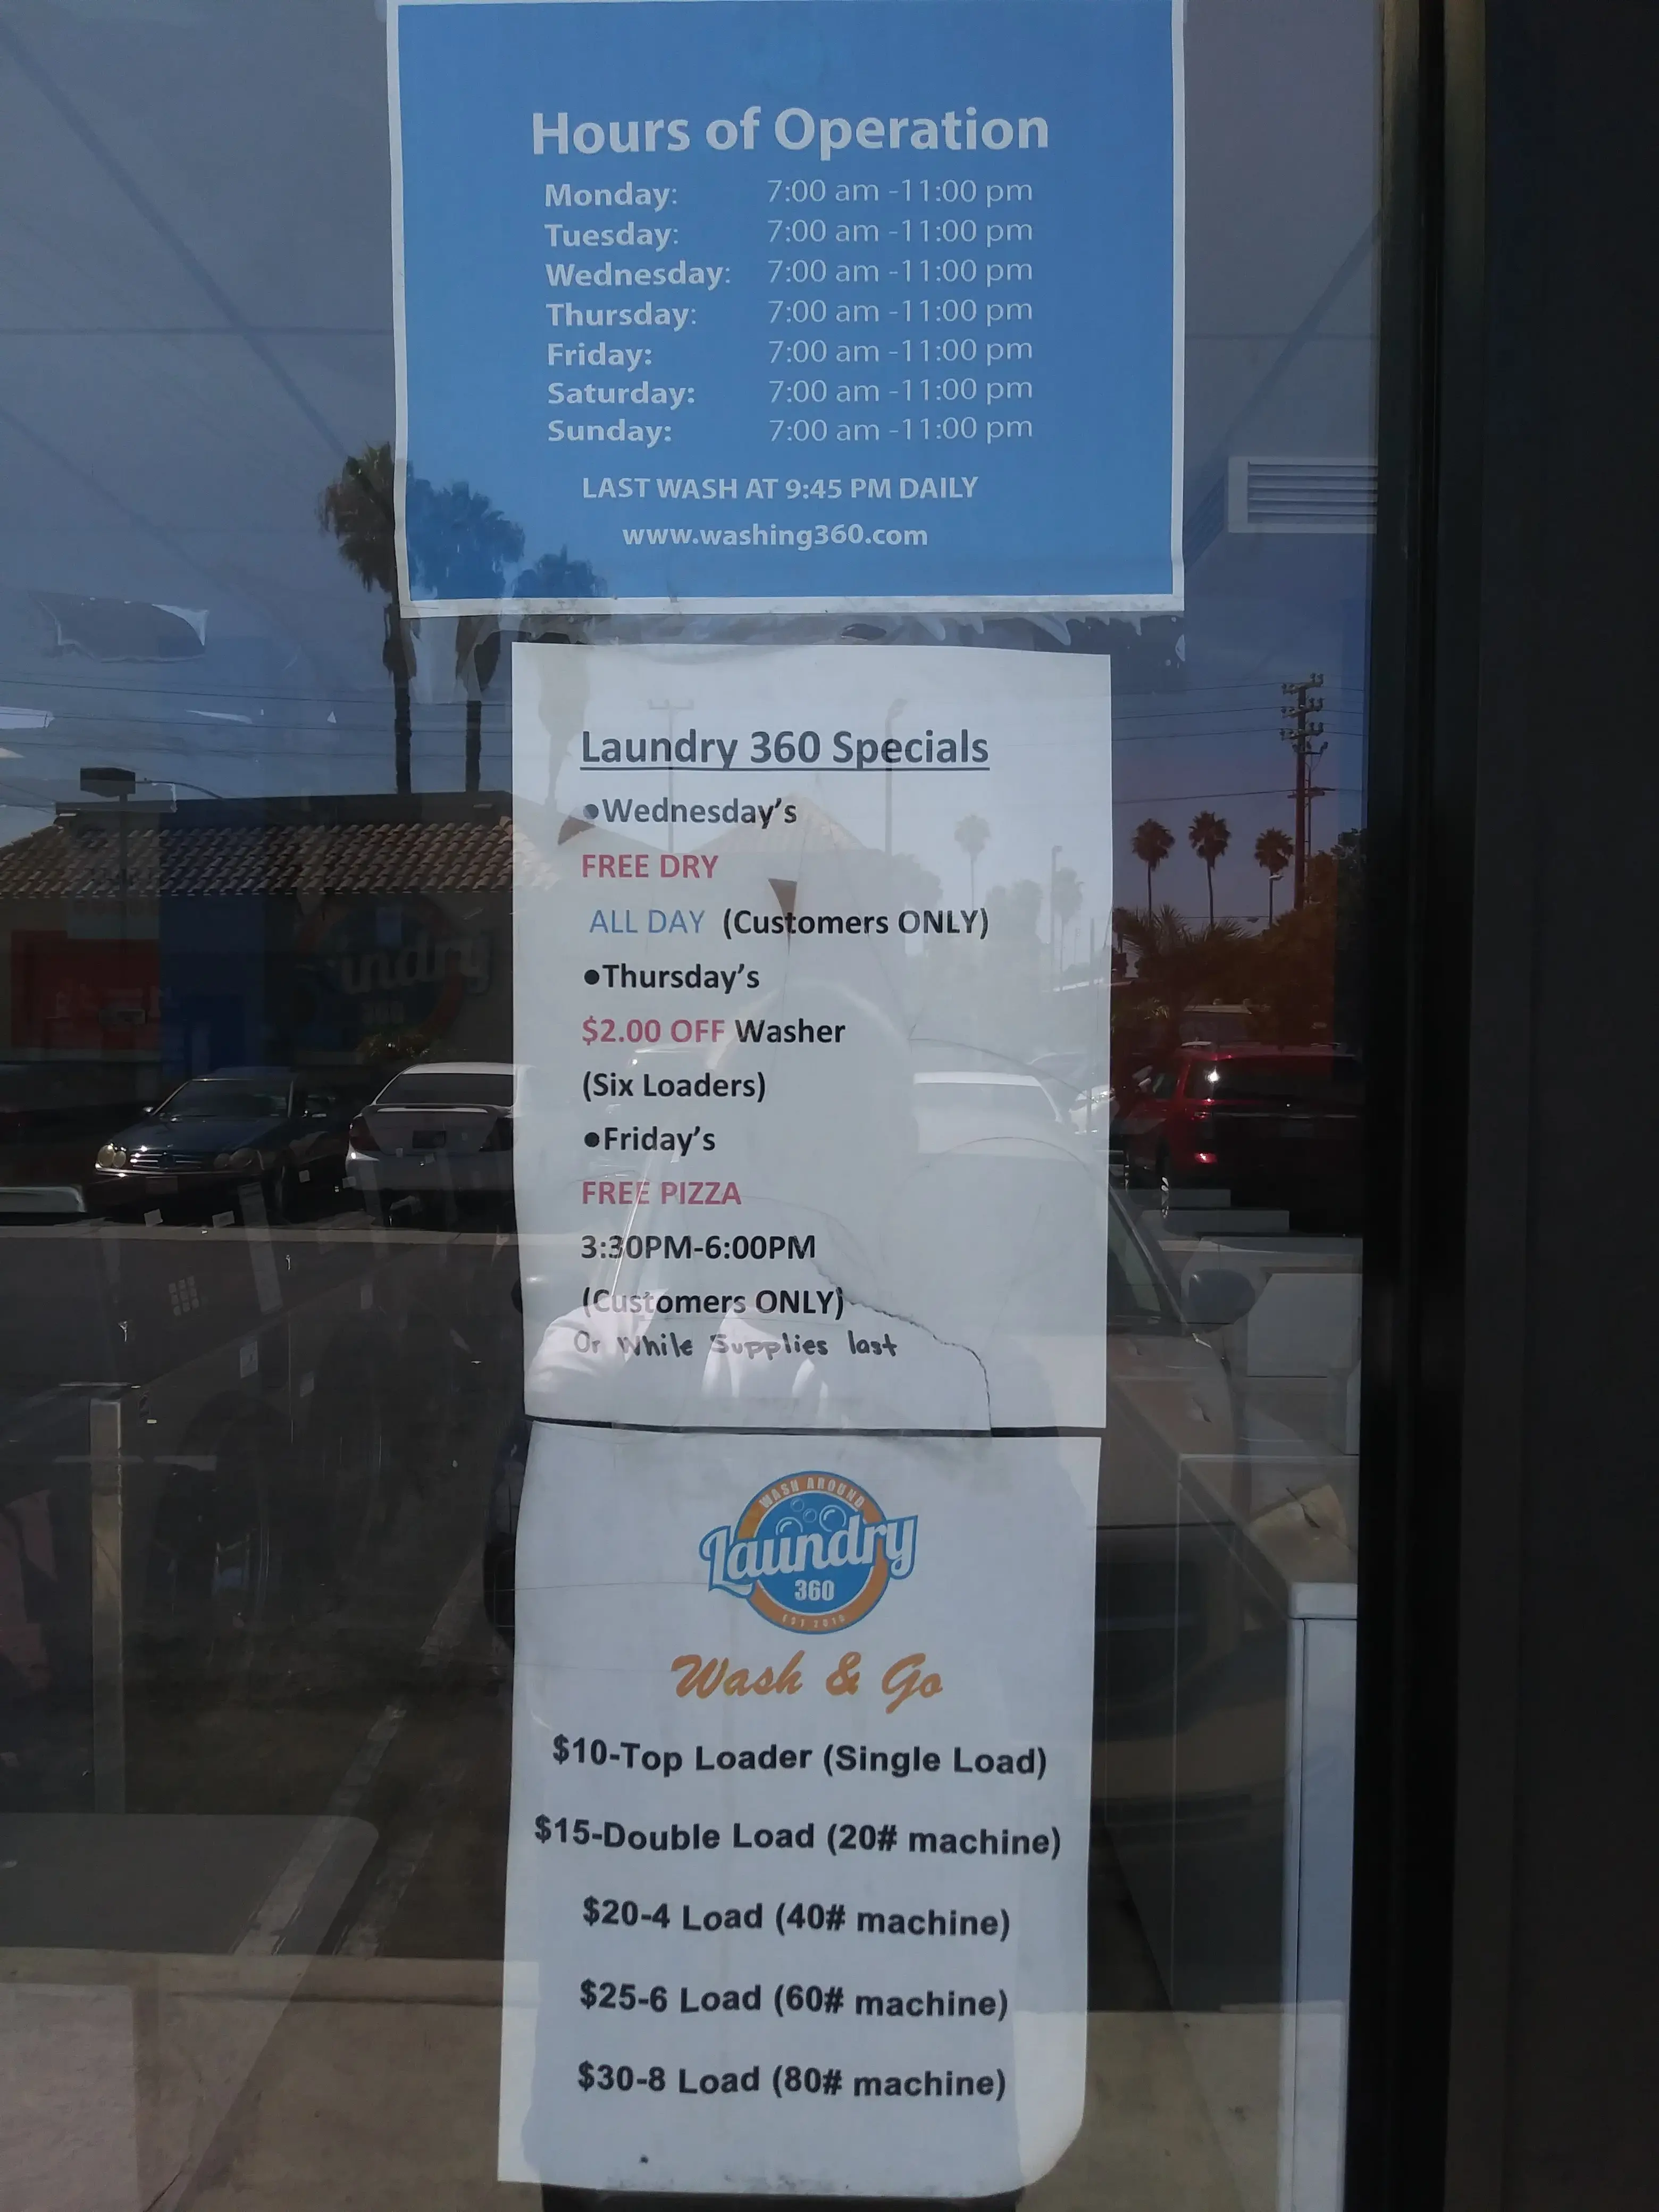 Hours of Operation
Monday: 7:00 am -11:00 pm
Tuesday: 7:00 am -11:00 pm
Wednesday: 7:00 am -11:00 pm
Thursday: 7:00 am -11:00 pm
Friday: 7:00 am -11:00 pm
Saturday: 7:00 am -11:00 pm
Sunday: 7:00 am -11:00 pm
LAST WASH AT 9:45 PM DAILY
www.washing360.com
Laundry 360 Specials
•Wednesday's
FREE DRY
ALL DAY (Customers ONLY)
•Thursday's
$2.00 OFF Washer
(Six Loaders)
•Friday's
FREE PIZZA
3:30PM-6:00PM
(Customers ONLY)
Or While Supplies last
WASH AROUND
Laundry
360
Wash & Go
$10-Top Loader (Single Load)
$15-Double Load (20# machine)
$20-4 Load (40# machine)
$25-6 Load (60# machine)
$30-8 Load (80# machine)